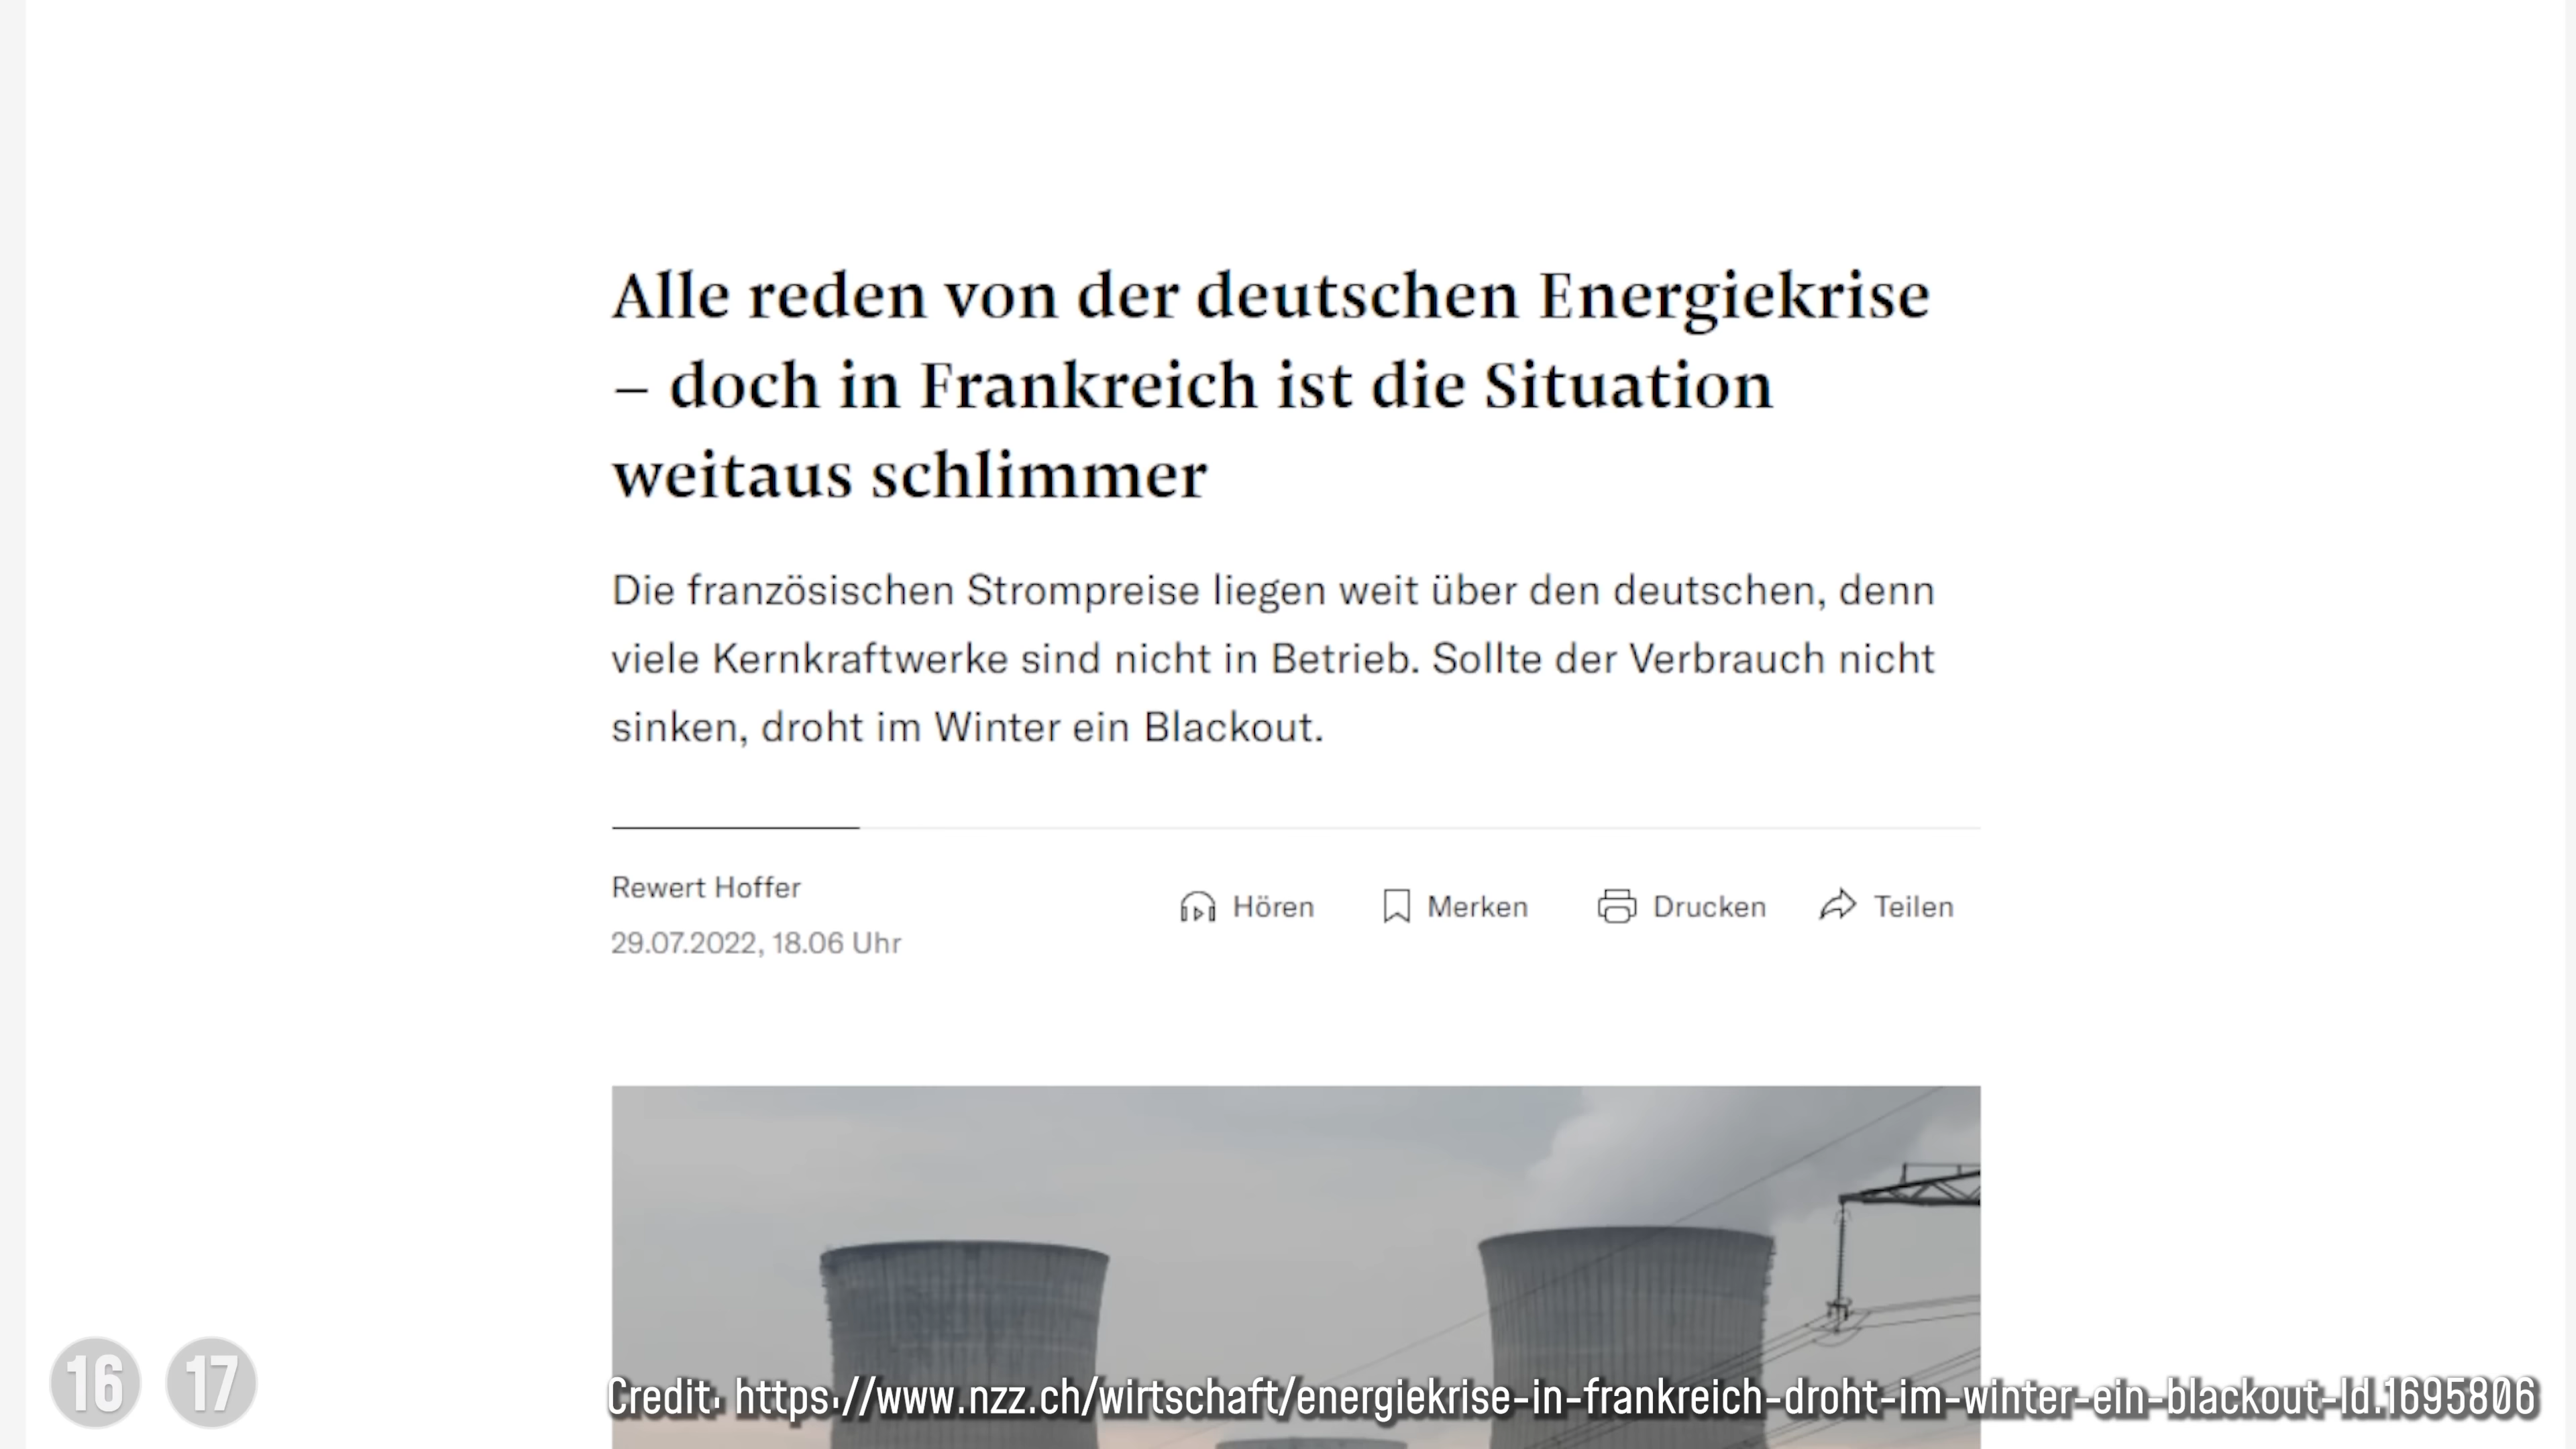 Alle reden von der deutschen Energiekrise
– doch in Frankreich ist die Situation
weitaus schlimmer
Die französischen Strompreise liegen weit über den deutschen, denn
viele Kernkraftwerke sind nicht in Betrieb. Sollte der Verbrauch nicht
sinken, droht im Winter ein Blackout.
Rewert Hoffer
29.07.2022, 18.06 Uhr
Hören Merken Drucken Teilen
16 17
Credit: https://www.nzz.ch/wirtschaft/energiekrise-in-frankreich-droht-im-winter-ein-blackout-ld.1695806